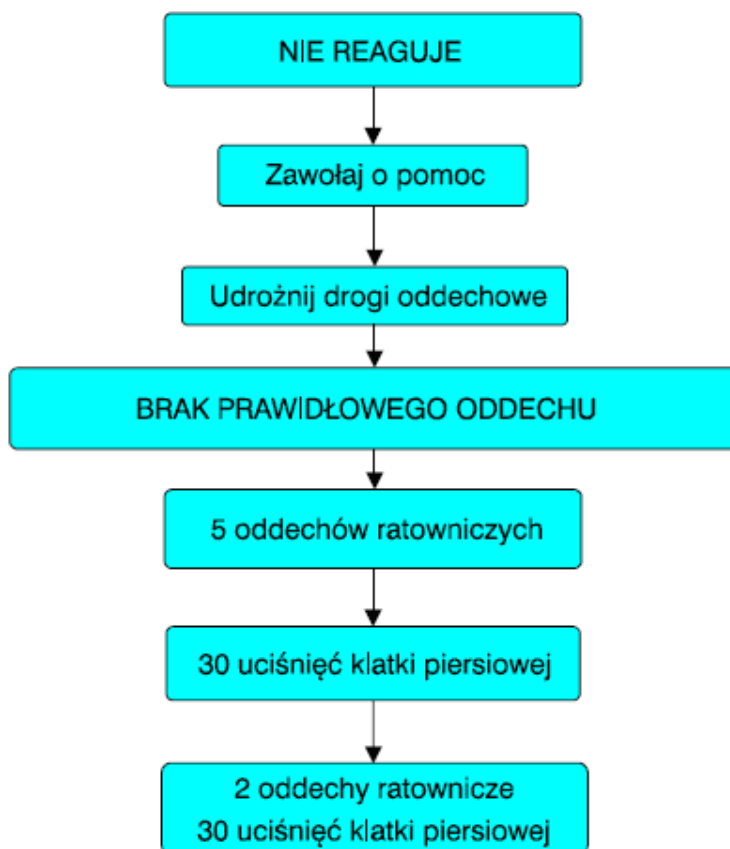 NIE REAGUJE
Zawołaj o pomoc
Udrożnij drogi oddechowe
BRAK PRAWIDŁOWEGO ODDECHU
5 oddechów ratowniczych
30 uciśnięć klatki piersiowej
2 oddechy ratownicze
30 uciśnięć klatki piersiowej